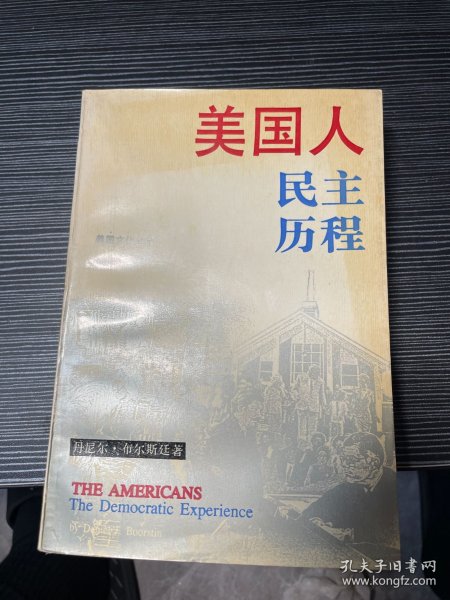 美国人
民主
历程
丹尼尔·布尔斯廷著
THE AMERICANS
The Democratic Experience
孔夫子旧书网
www.kongfz.com